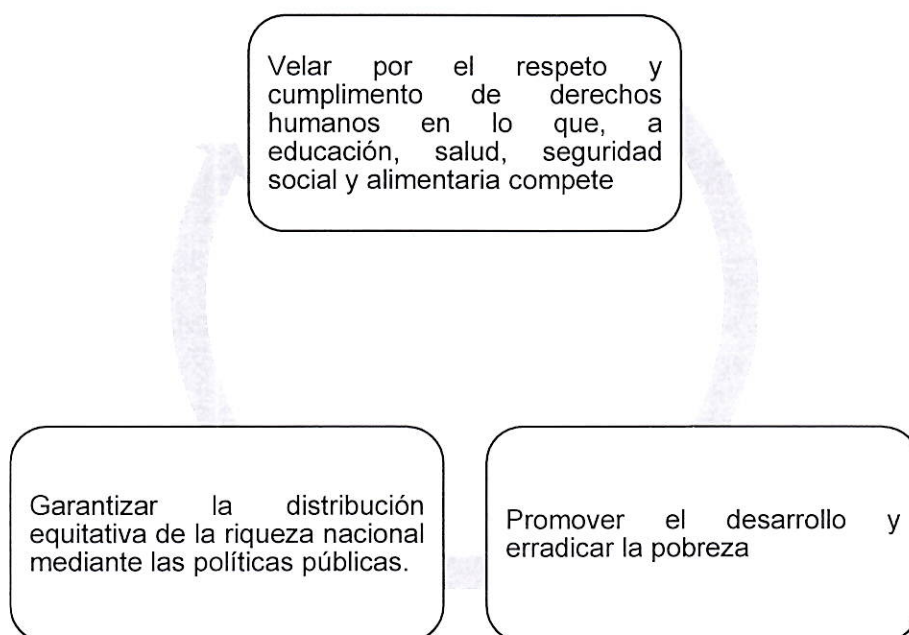 Velar por el respeto y
cumplimento de derechos
humanos en lo que, a
educación, salud, seguridad
social y alimentaria compete
Garantizar la distribución
equitativa de la riqueza nacional
mediante las políticas públicas.
Promover el desarrollo y
erradicar la pobreza